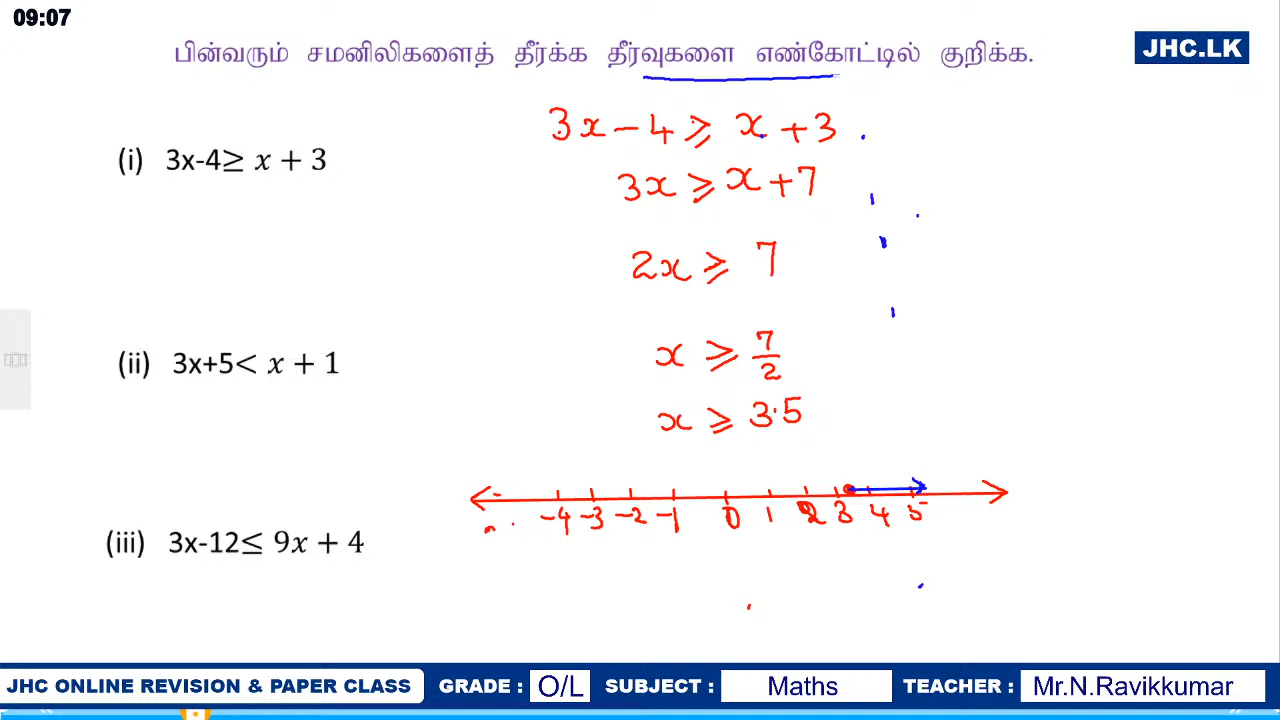 09:07
பின்வரும் சமனிலிகளைத் தீர்க்க தீர்வுகளை எண்கோட்டில் குறிக்க.
JHC.LK
(i) 3x-4≥ x + 3
3x - 4 ≥ x + 3
3x ≥ x + 7
2x ≥ 7
(ii) 3x+5< x + 1
x ≥ 7/2
x ≥ 3.5
-4 -3 -2 -1 0 1 2 3 4 5
(iii) 3x-12≤ 9x + 4
JHC ONLINE REVISION & PAPER CLASS GRADE : O/L SUBJECT : Maths TEACHER : Mr.N.Ravikkumar